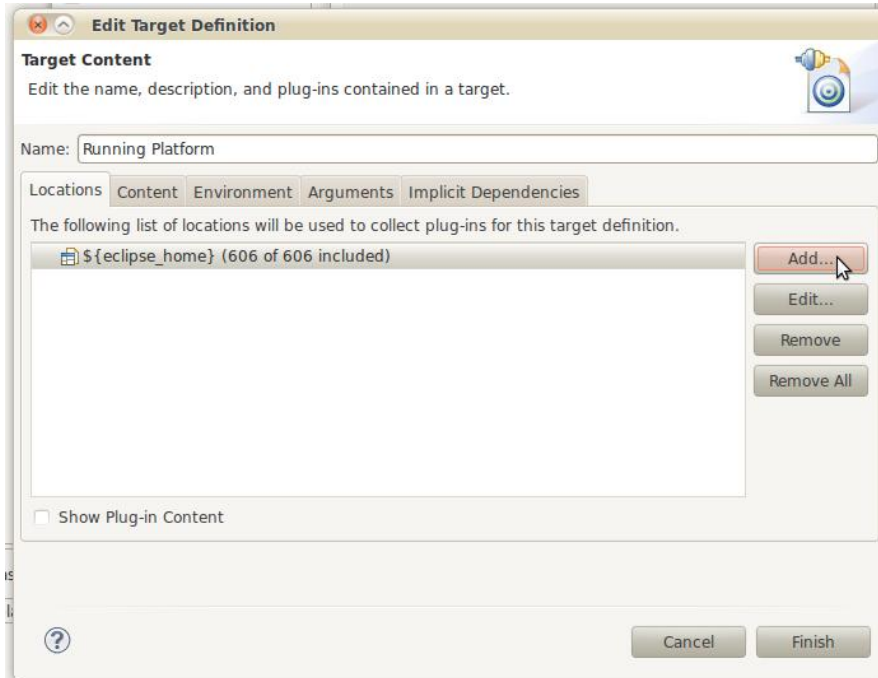 Edit Target Definition
Target Content
Edit the name, description, and plug-ins contained in a target.
Name: Running Platform
Locations Content Environment Arguments Implicit Dependencies
The following list of locations will be used to collect plug-ins for this target definition.
${eclipse_home} (606 of 606 included)
Add...
Edit...
Remove
Remove All
Show Plug-in Content
?
Cancel Finish